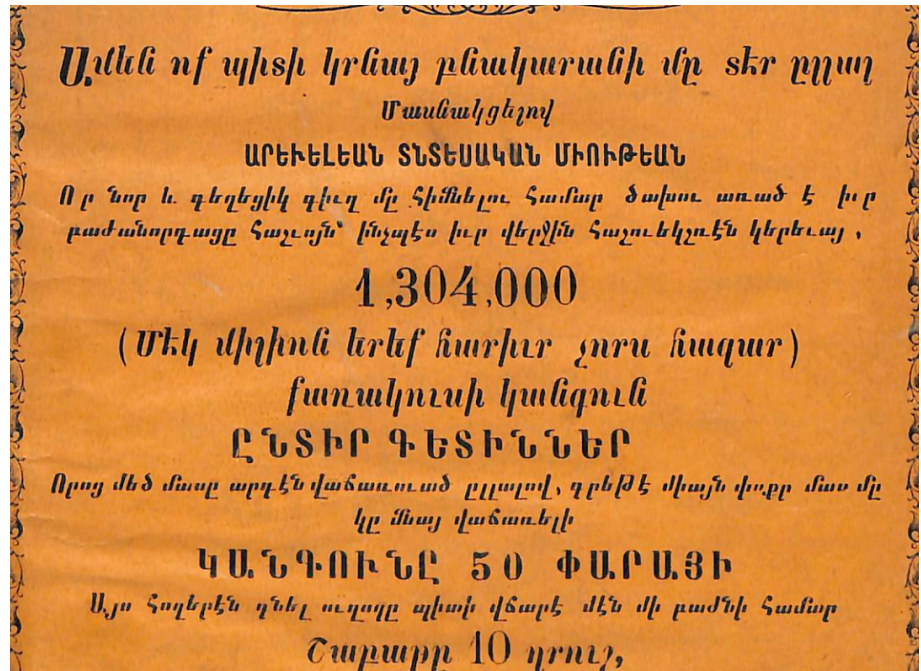 Ամեն ոք պիտի կրնայ բնակարանի մը տէր ըլլալ
Մասնակցելով
ԱՐԵՒԵԼԵԱՆ ՏՆՏԵՍԱԿԱՆ ՄԻՈՒԹԵԱՆ
Որ նոր և գեղեցիկ գիւղ մը հիմնելու համար ծախու առած է իւր
բաժանորդացը հաշւոյն՝ ինչպէս իւր վերջին հաշուեկշռէն կերեւայ,
1,304,000
(Մէկ միլիոն երեք հարիւր չորս հազար)
քառակուսի կանգուն
ԸՆՏԻՐ ԳԵՏԻՆՆԵՐ
Որոց մեծ մասը արդէն վաճառուած ըլլալով, գրեթէ միայն փոքր մաս մը
կը մնայ վաճառելի
ԿԱՆԳՈՒՆԸ 50 ՓԱՐԱՅԻ
Այս հողերէն գնել ուզողը պիտի վճարէ մէն մի բաժնի համար
Շաբաթը 10 ղրուշ,